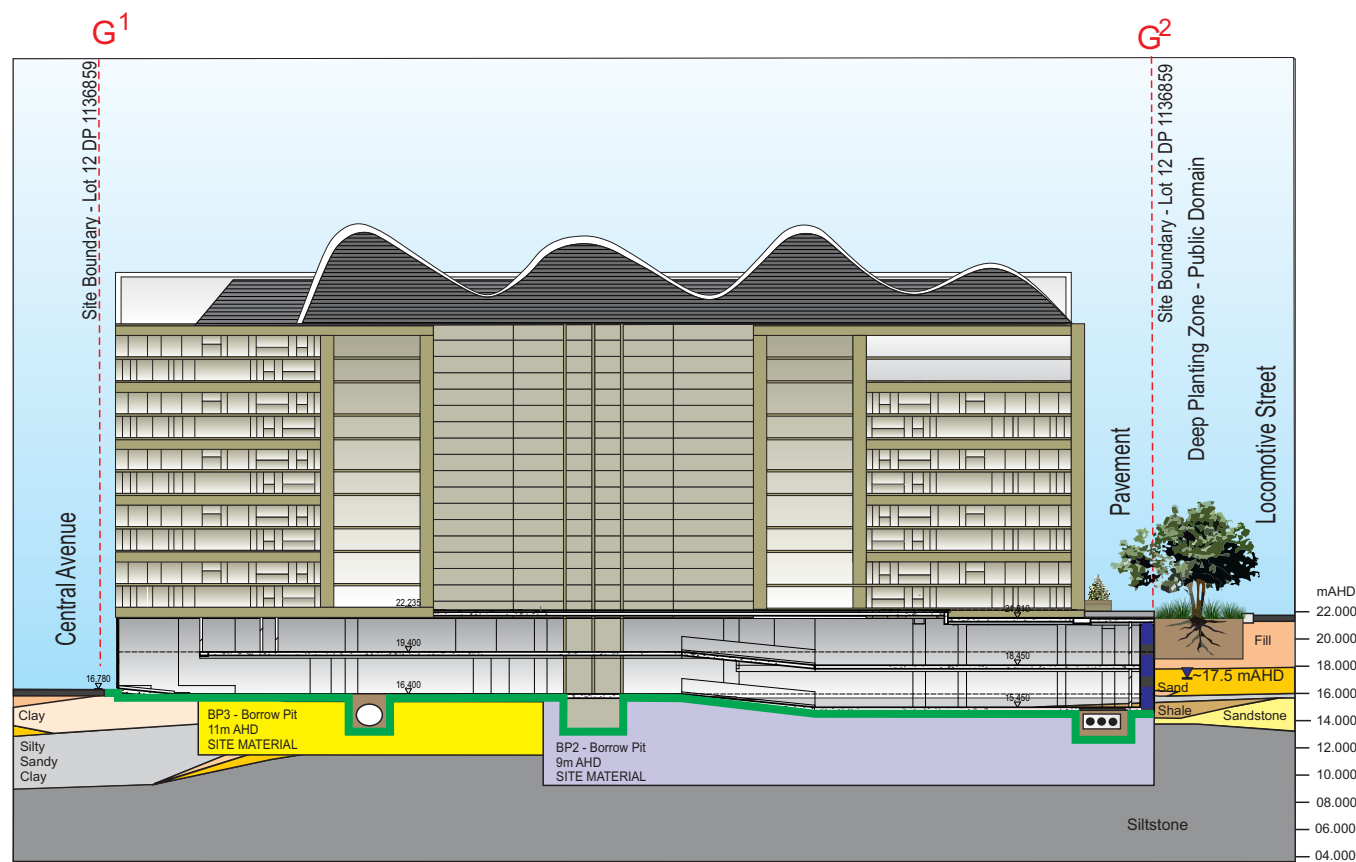 G¹
G²
Site Boundary - Lot 12 DP 1136859
Site Boundary - Lot 12 DP 1136859
Deep Planting Zone - Public Domain
Locomotive Street
Pavement
Central Avenue
mAHD
22.000
20.000
18.000
16.000
14.000
12.000
10.000
08.000
06.000
04.000
22.235
21.810
19.400
18.450
16.780
16.400
15.450
Fill
~17.5 mAHD
Sand
Shale
Sandstone
Clay
Silty
Sandy
Clay
BP3 - Borrow Pit
11m AHD
SITE MATERIAL
BP2 - Borrow Pit
9m AHD
SITE MATERIAL
Siltstone